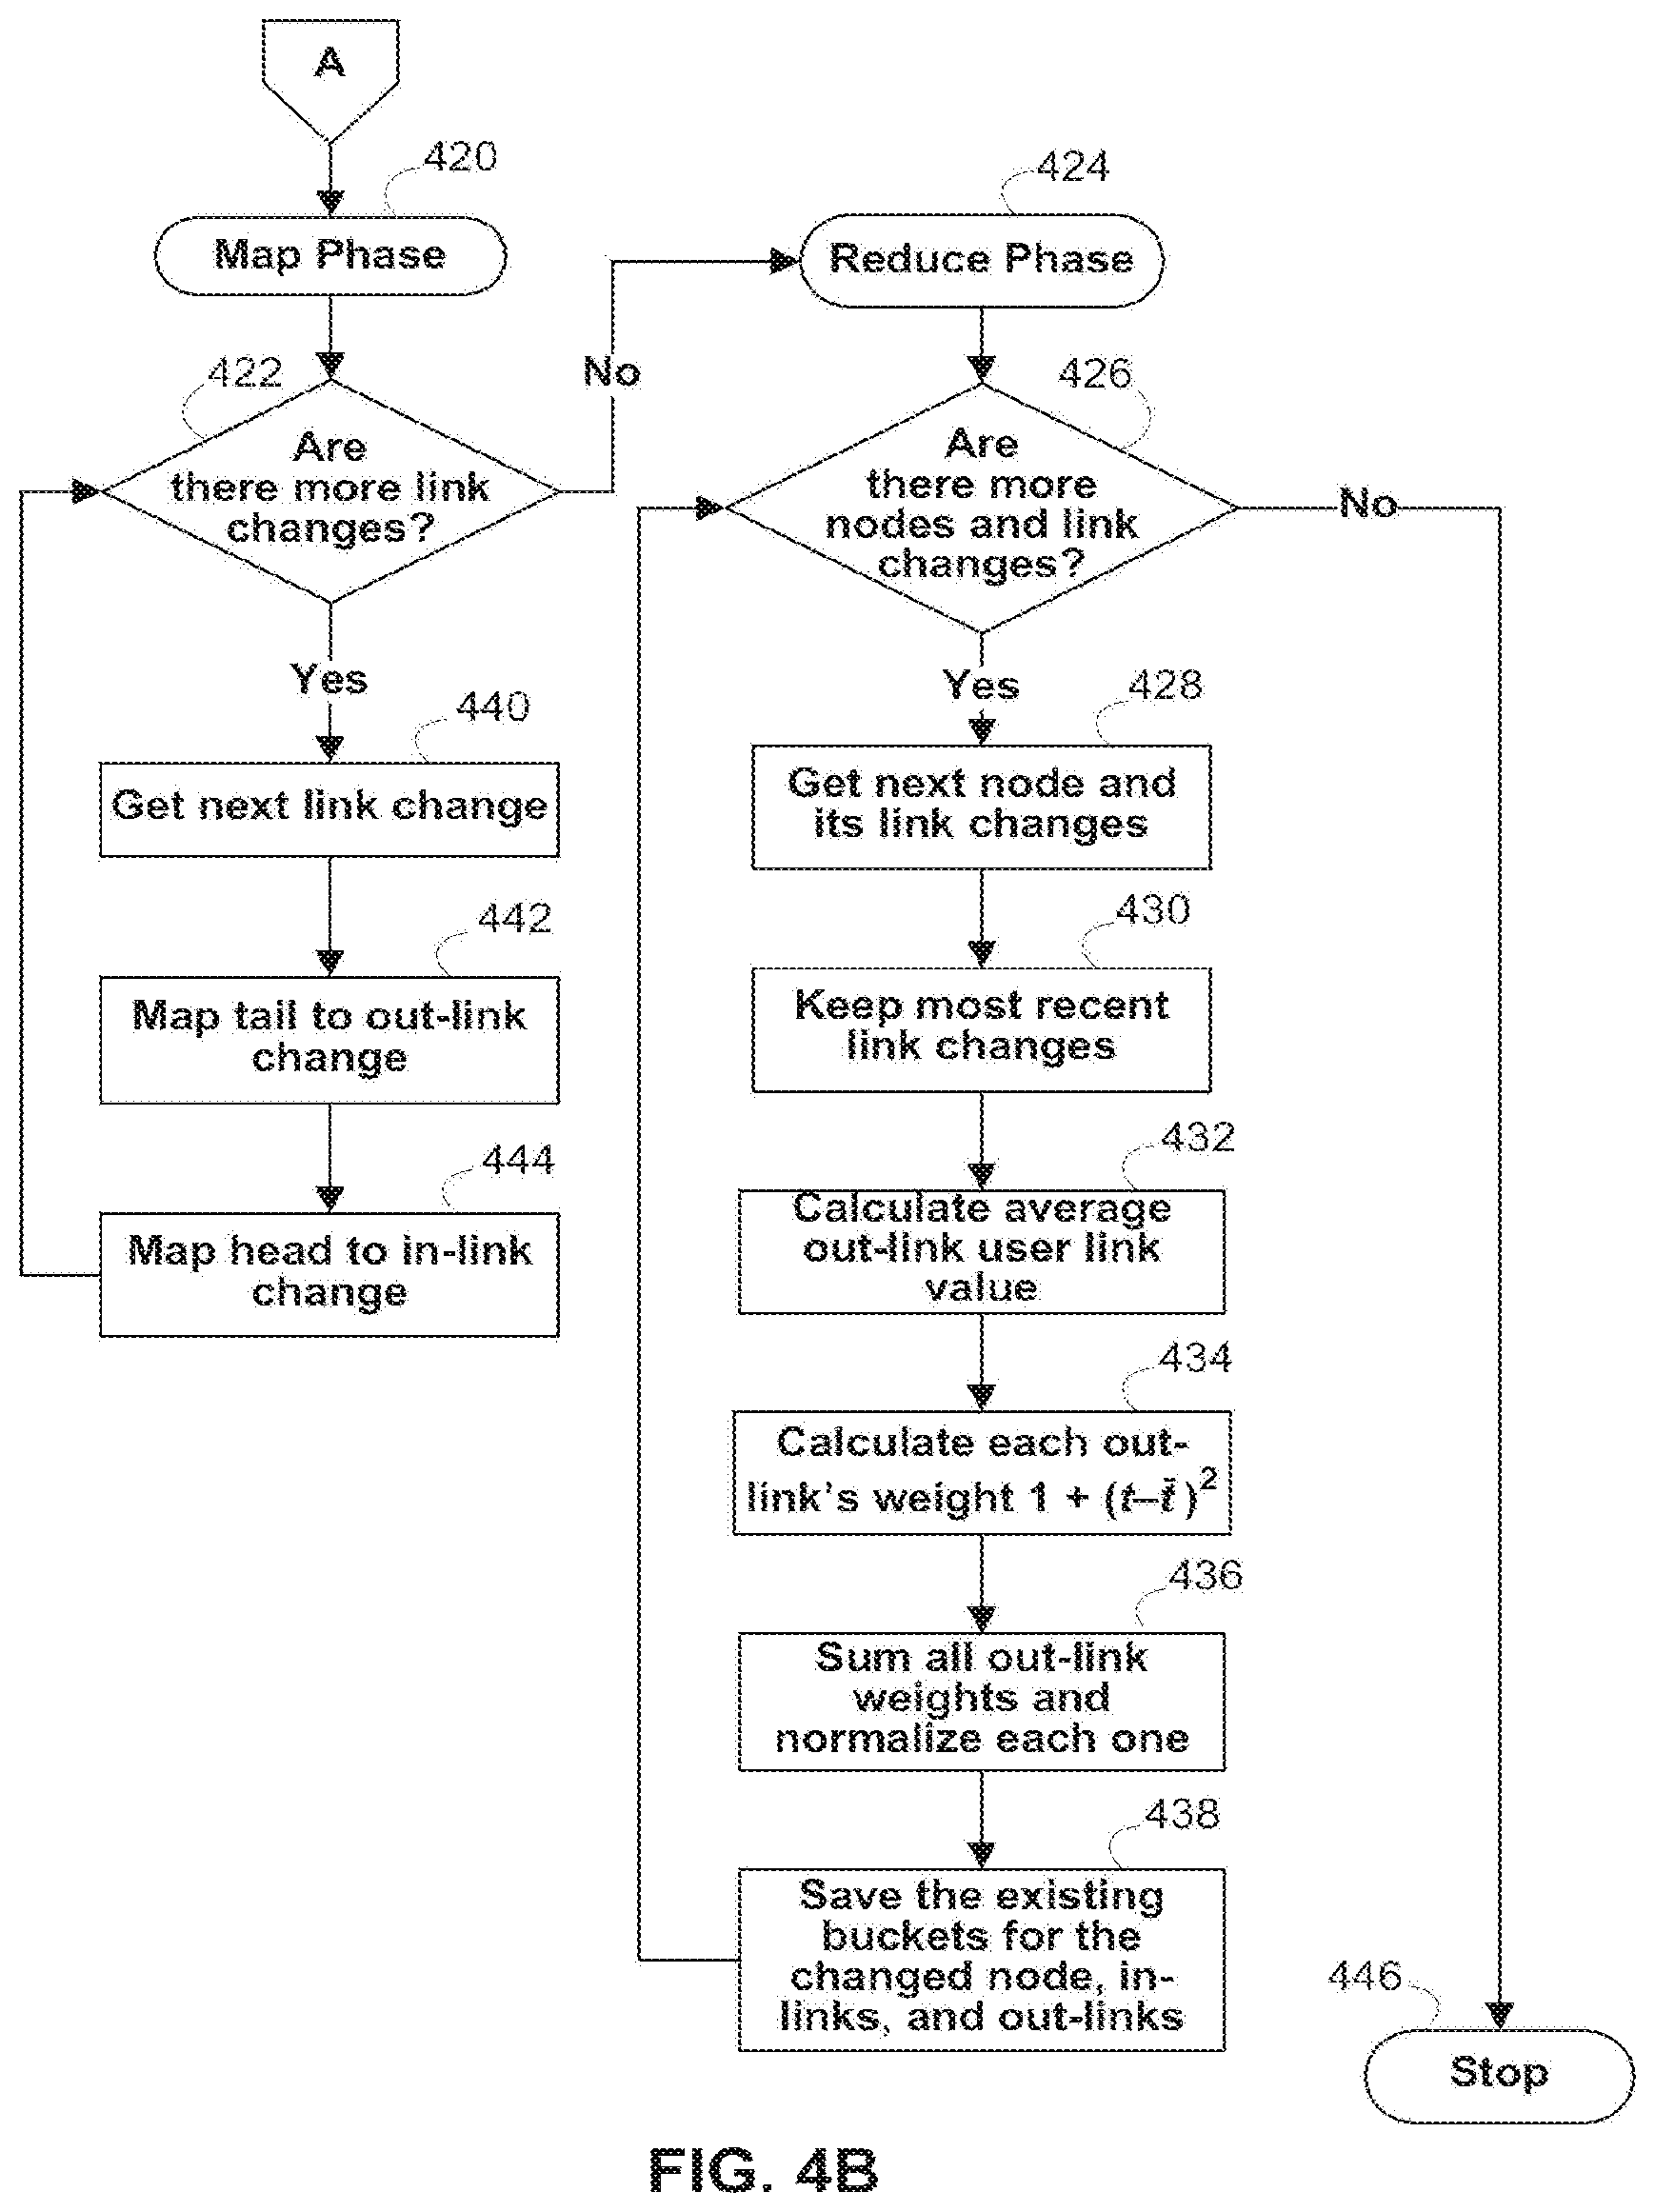 A
420
Map Phase
422
Are
there more link
changes?
No
Yes
440
Get next link change
442
Map tail to out-link
change
444
Map head to in-link
change
424
Reduce Phase
426
Are
there more
nodes and link
changes?
No
Yes
428
Get next node and
its link changes
430
Keep most recent
link changes
432
Calculate average
out-link user link
value
434
Calculate each out-
link's weight 1 + (t–t̄ )²
436
Sum all out-link
weights and
normalize each one
438
Save the existing
buckets for the
changed node, in-
links, and out-links
446
Stop
FIG. 4B